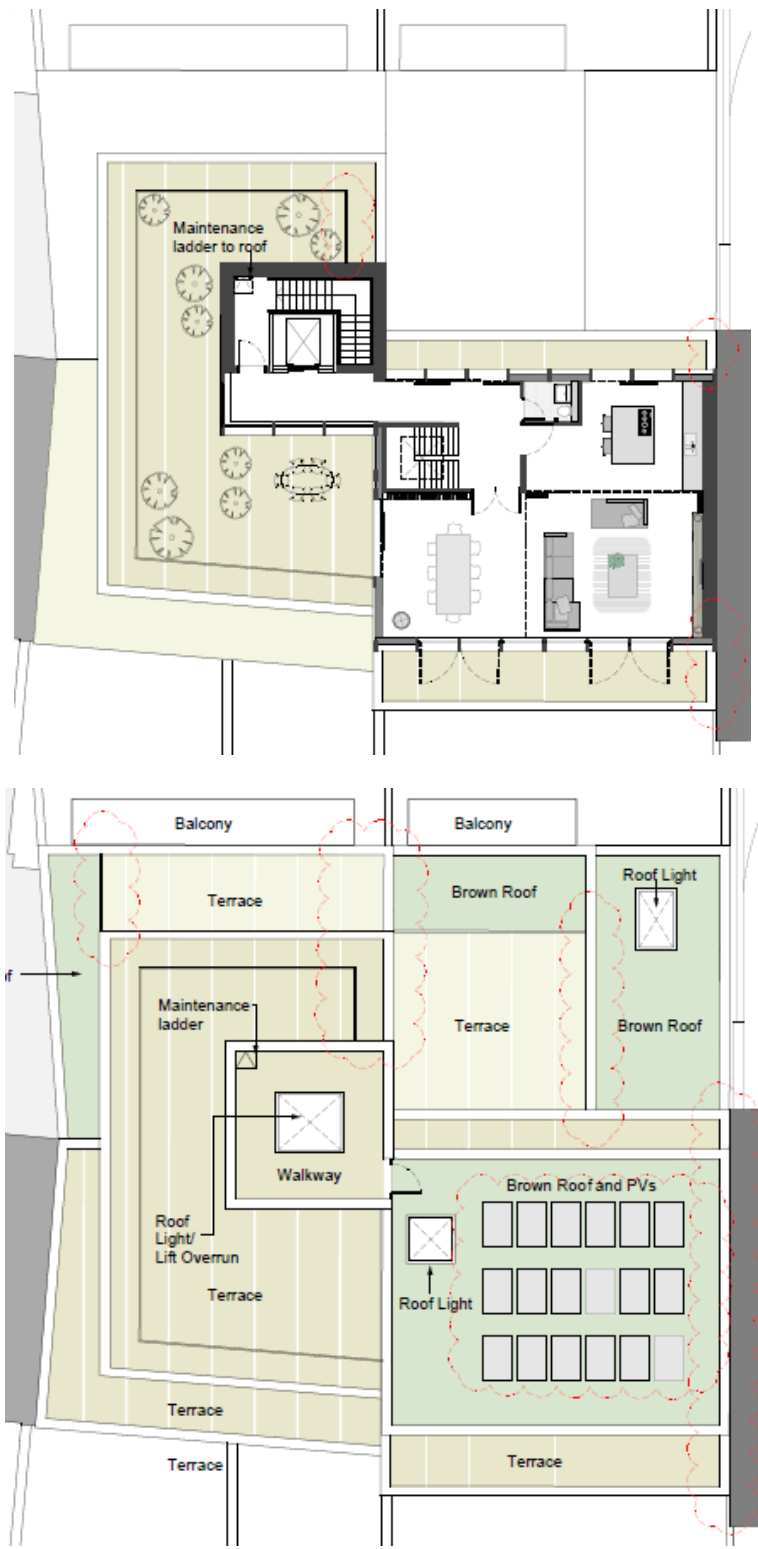 Maintenance
ladder to roof
Balcony
Balcony
Terrace
Brown Roof
Roof Light
f
Maintenance
ladder
Terrace
Brown Roof
Walkway
Brown Roof and PVs
Roof
Light/
Lift Overrun
Terrace
Roof Light
Terrace
Terrace
Terrace